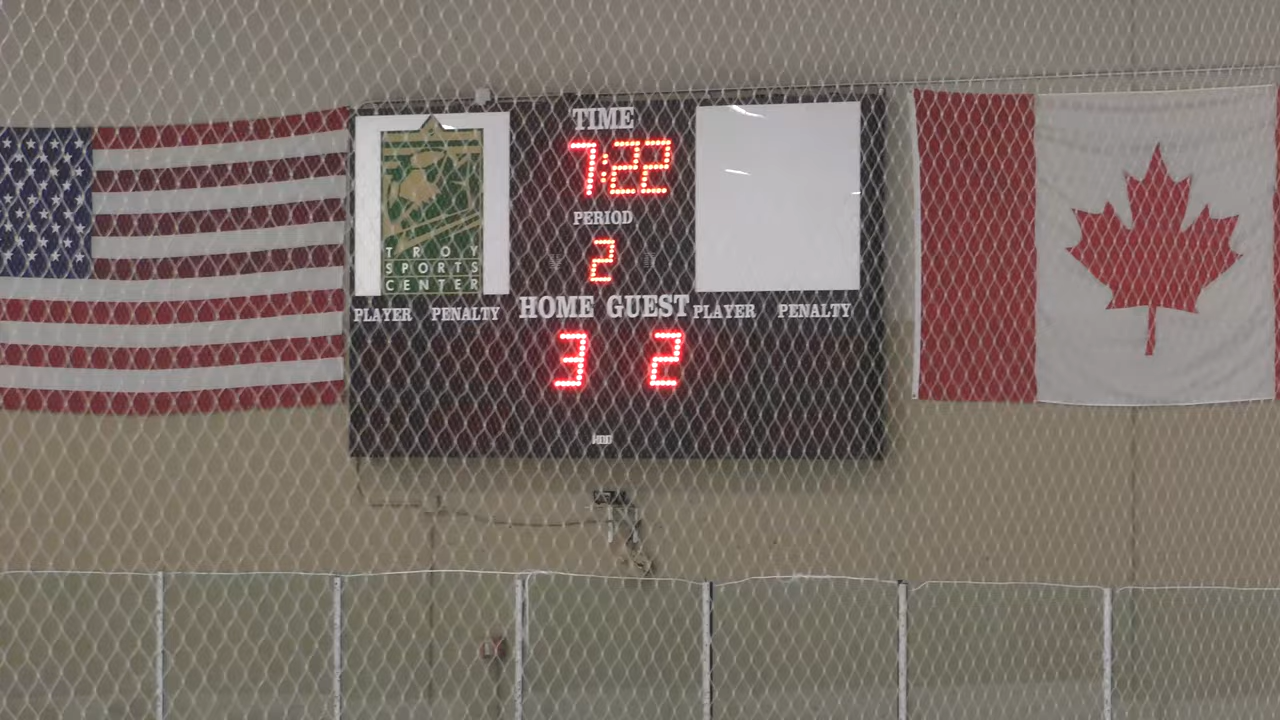 TROY
SPORTS
CENTER
TIME
7:22
PERIOD
2
HOME GUEST
PLAYER PENALTY
PLAYER PENALTY
3 2